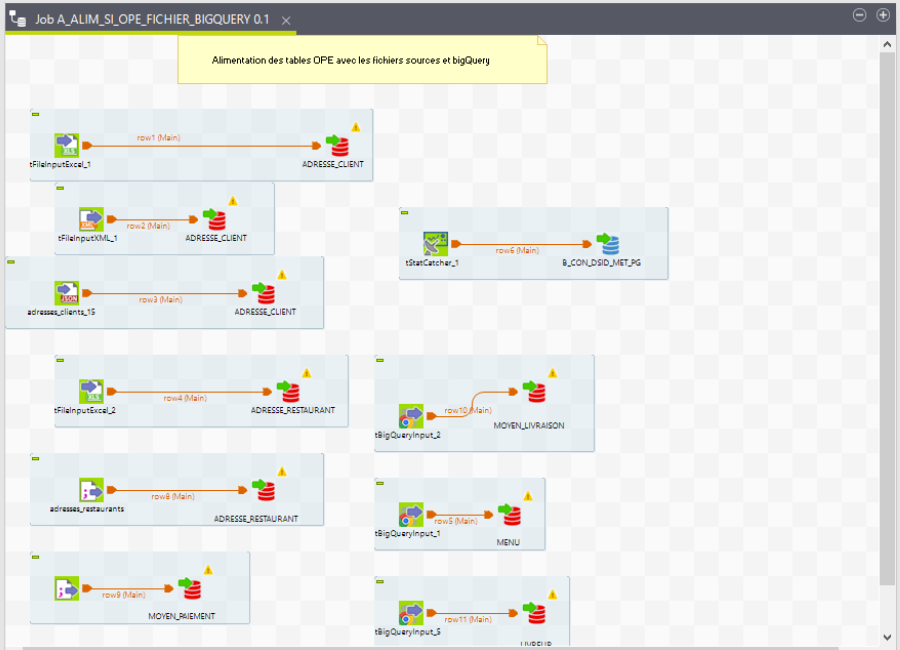 Job A_ALIM_SI_OPE_FICHIER_BIGQUERY 0.1
Alimentation des tables OPE avec les fichiers sources et bigQuery
row1 (Main)
tFileInputExcel_1
ADRESSE_CLIENT
row2 (Main)
tFileInputXML_1
ADRESSE_CLIENT
row6 (Main)
tStatCatcher_1
B_CON_DSID_MET_PG
row3 (Main)
adresses_clients_15
ADRESSE_CLIENT
row4 (Main)
tFileInputExcel_2
ADRESSE_RESTAURANT
row10 (Main)
tBigQueryInput_2
MOYEN_LIVRAISON
row8 (Main)
adresses_restaurants
ADRESSE_RESTAURANT
row5 (Main)
tBigQueryInput_1
MENU
row9 (Main)
MOYEN_PAIEMENT
row11 (Main)
tBigQueryInput_5